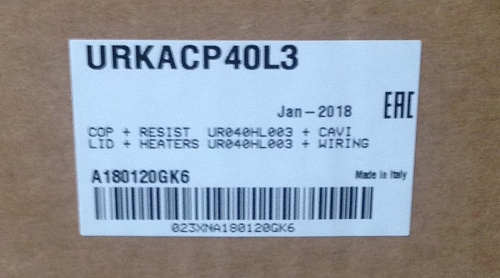 URKACP40L3
Jan-2018 EAC
COP + RESIST UR040HL003 + CAVI
LID + HEATERS UR040HL003 + WIRING
A180120GK6 Made in Italy
023XNA180120GK6